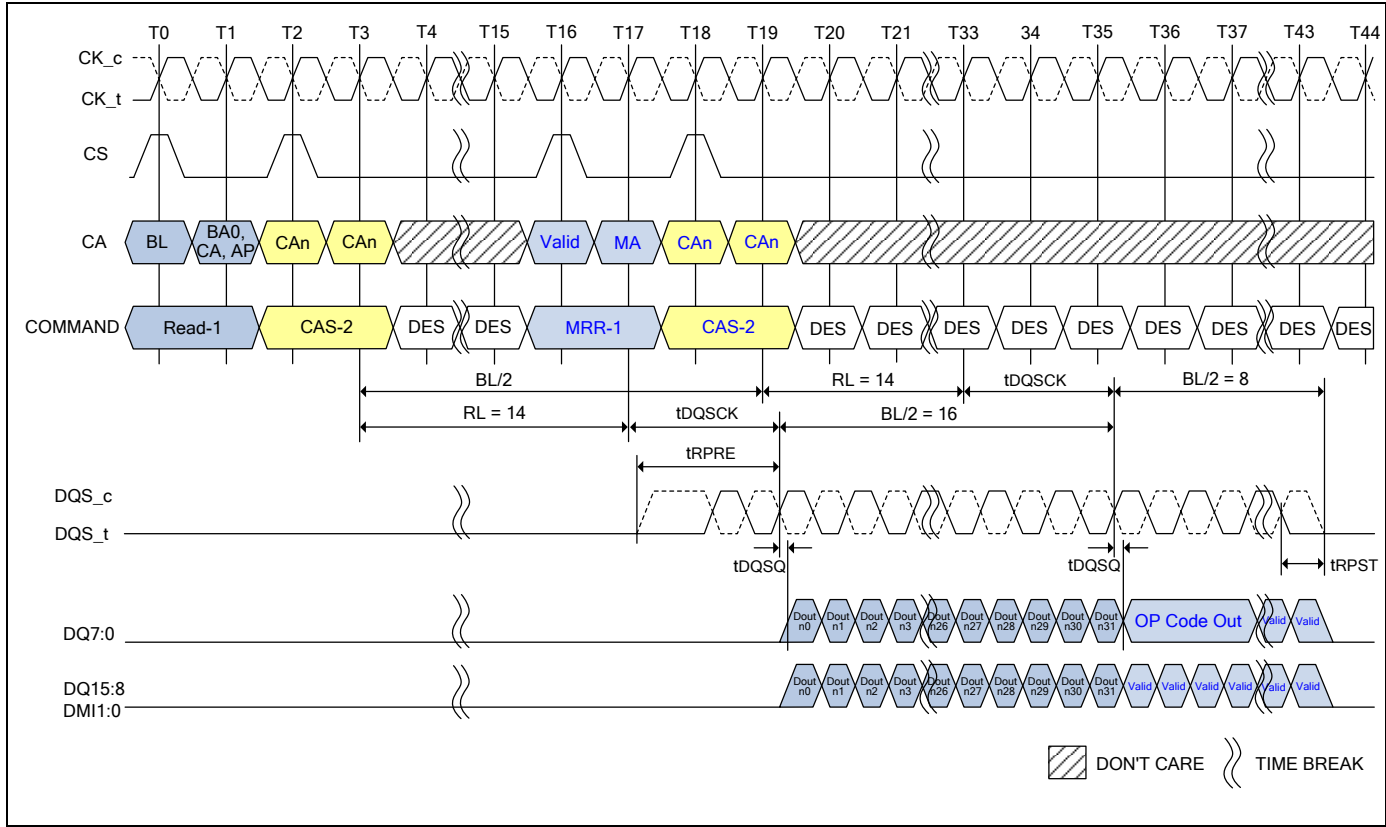 T0 T1 T2 T3 T4 T15 T16 T17 T18 T19 T20 T21 T33 34 T35 T36 T37 T43 T44
CK_c
CK_t
CS
CA BL BA0, CA, AP CAn CAn Valid MA CAn CAn
COMMAND Read-1 CAS-2 DES DES MRR-1 CAS-2 DES DES DES DES DES DES DES DES DES
BL/2 RL = 14 tDQSCK BL/2 = 8
RL = 14 tDQSCK BL/2 = 16
tRPRE
DQS_c
DQS_t
tDQSQ tDQSQ tRPST
DQ7:0 Dout n0 Dout n1 Dout n2 Dout n3 Dout n26 Dout n27 Dout n28 Dout n29 Dout n30 Dout n31 OP Code Out Valid Valid
DQ15:8
DMI1:0 Dout n0 Dout n1 Dout n2 Dout n3 Dout n26 Dout n27 Dout n28 Dout n29 Dout n30 Dout n31 Valid Valid Valid Valid Valid Valid
DON'T CARE TIME BREAK